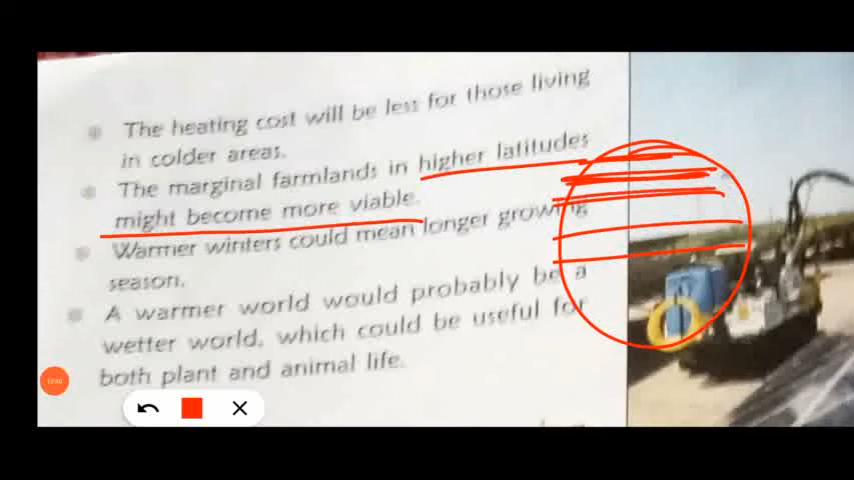 The heating cost will be less for those living
in colder areas.
The marginal farmlands in higher latitudes
might become more viable.
Warmer winters could mean longer growing
season.
A warmer world would probably be a
wetter world, which could be useful for
both plant and animal life.